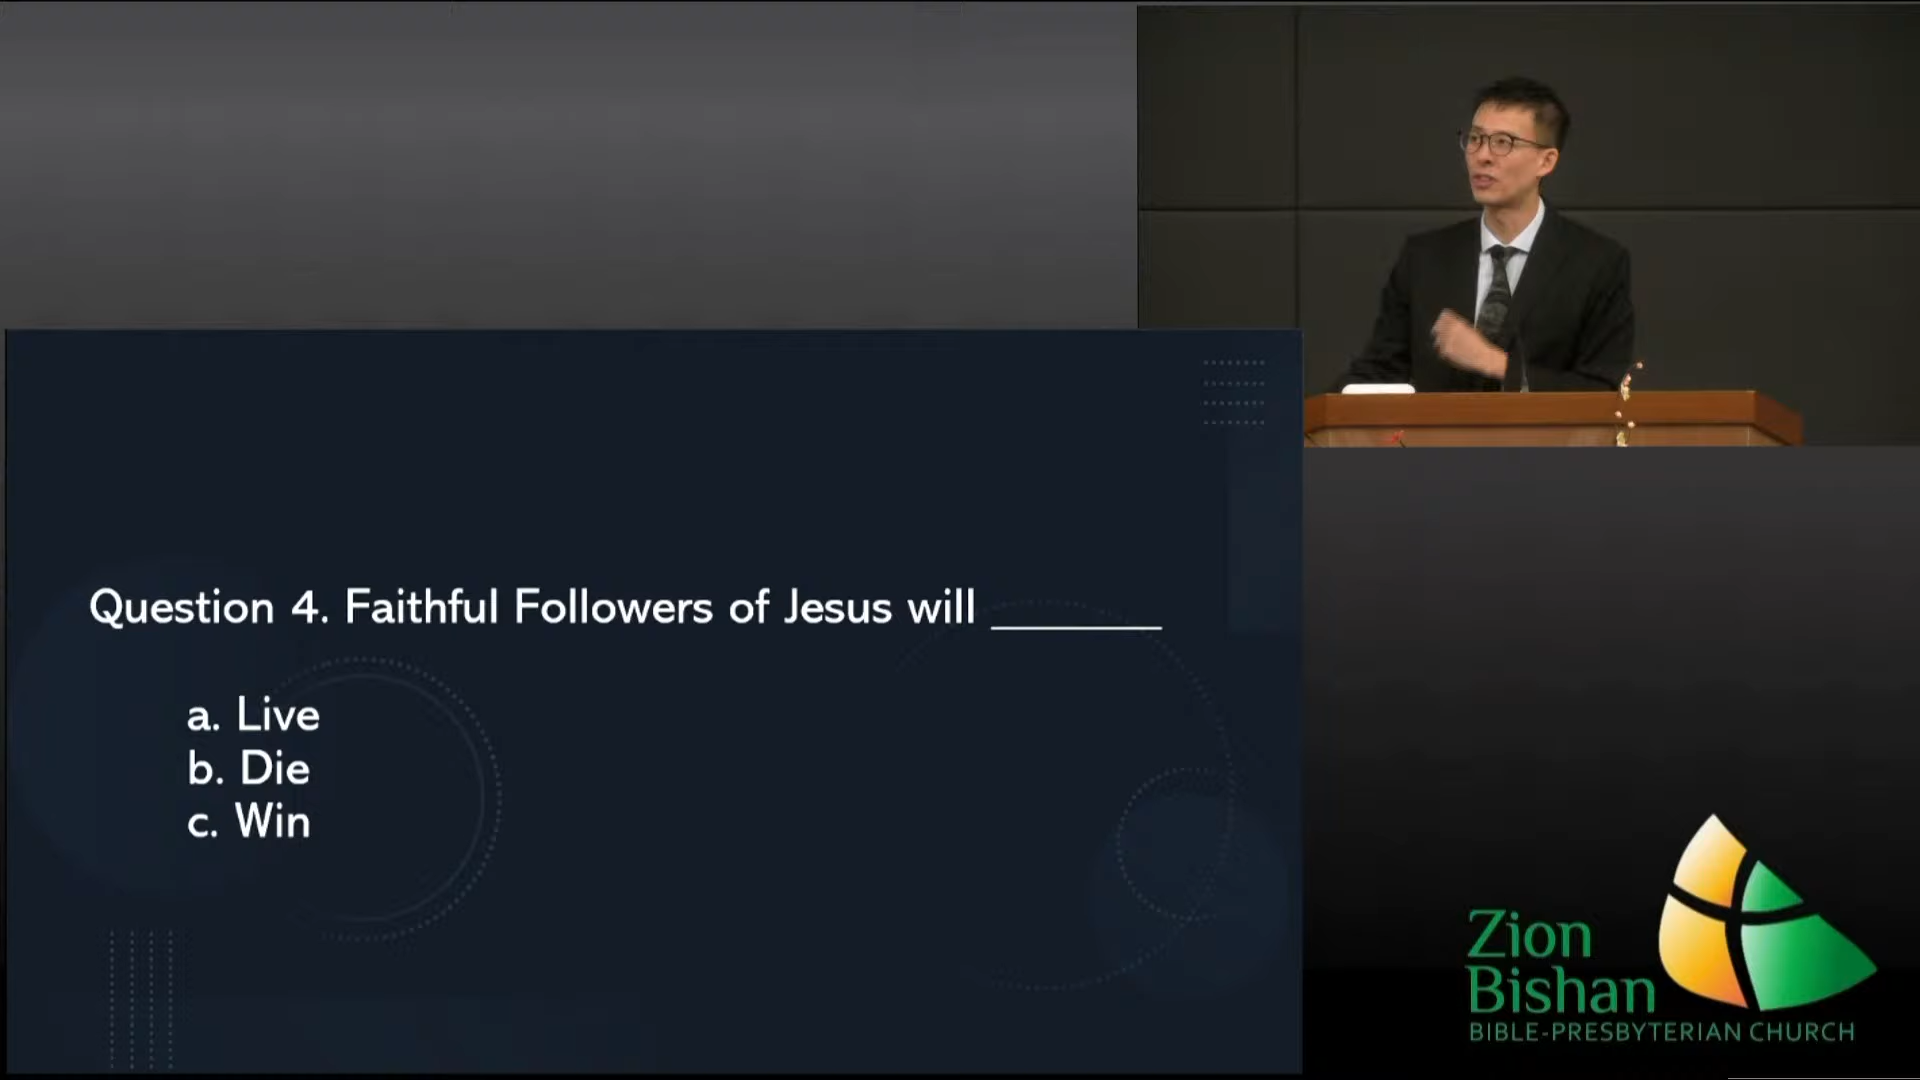 Question 4. Faithful Followers of Jesus will ________
a. Live
b. Die
c. Win
Zion
Bishan
BIBLE-PRESBYTERIAN CHURCH